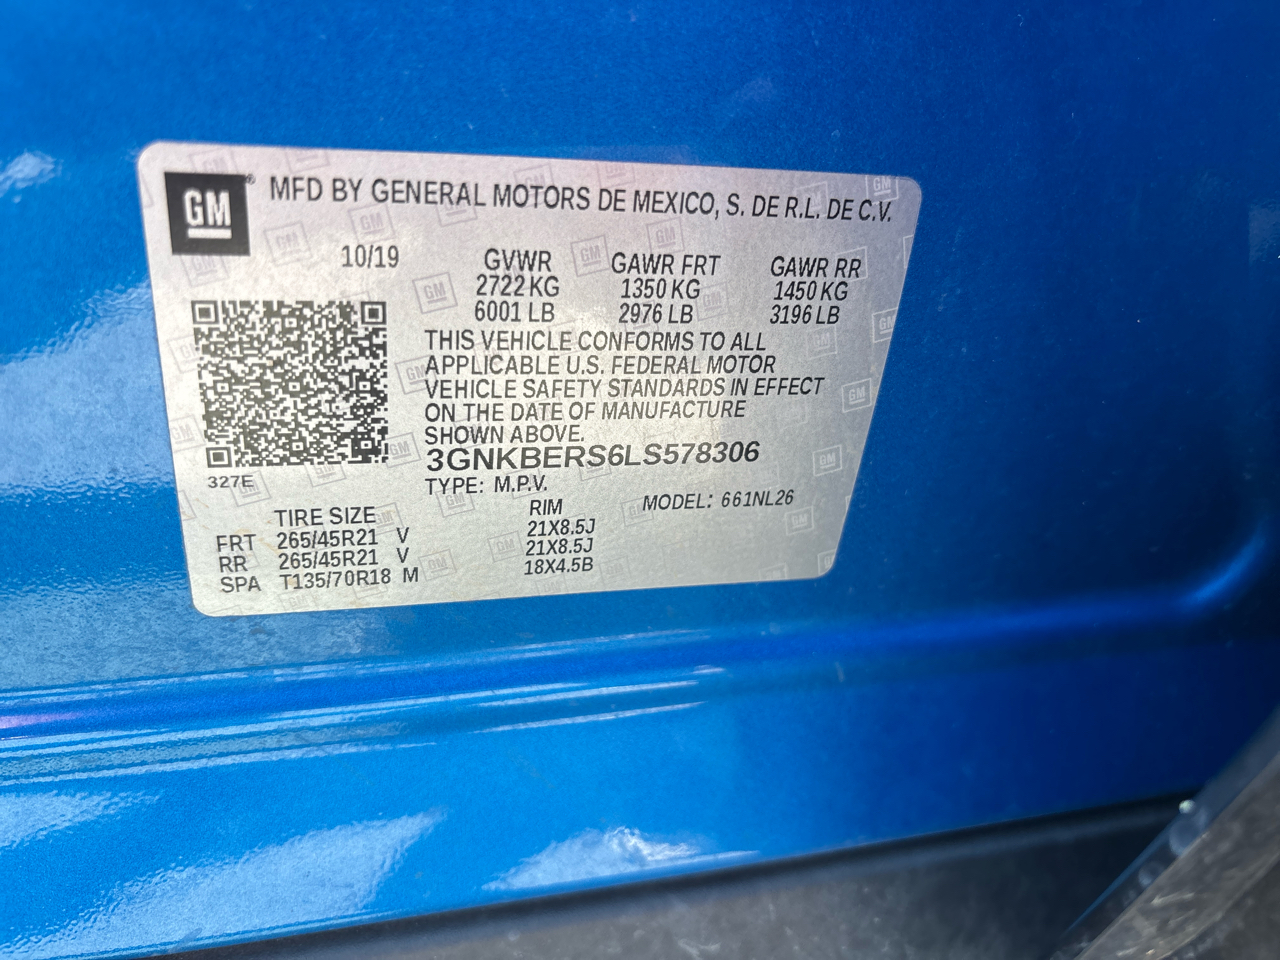 GM® MFD BY GENERAL MOTORS DE MEXICO, S. DE R.L. DE C.V.
10/19 GVWR GAWR FRT GAWR RR
2722 KG 1350 KG 1450 KG
6001 LB 2976 LB 3196 LB
THIS VEHICLE CONFORMS TO ALL
APPLICABLE U.S. FEDERAL MOTOR
VEHICLE SAFETY STANDARDS IN EFFECT
ON THE DATE OF MANUFACTURE
SHOWN ABOVE.
3GNKBERS6LS578306
327E TYPE: M.P.V. MODEL: 661NL26
TIRE SIZE RIM
FRT 265/45R21 V 21X8.5J
RR 265/45R21 V 21X8.5J
SPA T135/70R18 M 18X4.5B